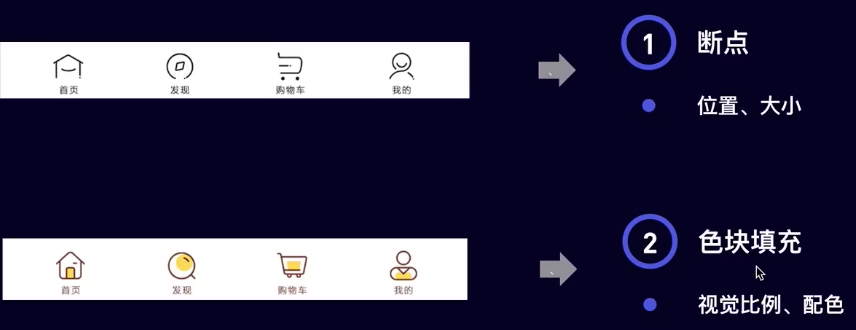 首页 发现 购物车 我的
1 断点
位置、大小
首页 发现 购物车 我的
2 色块填充
视觉比例、配色